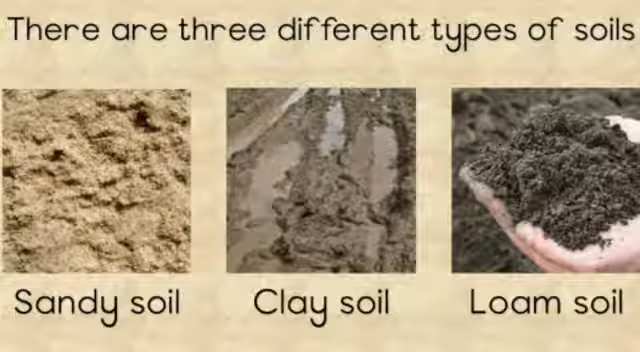 There are three different types of soils
Sandy soil
Clay soil
Loam soil